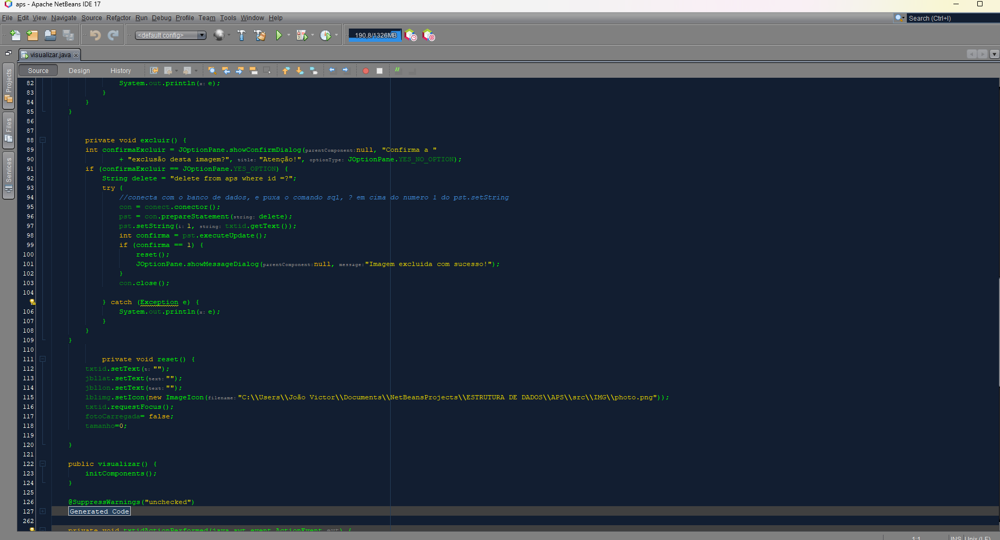 aps - Apache NetBeans IDE 17
File Edit View Navigate Source Refactor Run Debug Profile Team Tools Window Help
Search (Ctrl+I)
<default config>
190,8/1326MB
visualizar.java
Source Design History
Projects
Files
Services
82 System.out.println(x: e);
83 }
84 }
85 }
86
87
88 private void excluir() {
89 int confirmaExcluir = JOptionPane.showConfirmDialog(parentComponent: null, "Confirma a "
90 + "exclusão desta imagem?", title: "Atenção!", optionType: JOptionPane.YES_NO_OPTION);
91 if (confirmaExcluir == JOptionPane.YES_OPTION) {
92 String delete = "delete from aps where id =?";
93 try {
94 //conecta com o banco de dados, e puxa o comando sql, ? em cima do numero 1 do pst.setString
95 con = conect.conector();
96 pst = con.prepareStatement(string: delete);
97 pst.setString(i: 1, string: txtid.getText());
98 int confirma = pst.executeUpdate();
99 if (confirma == 1) {
100 reset();
101 JOptionPane.showMessageDialog(parentComponent: null, message: "Imagem excluida com sucesso!");
102 }
103 con.close();
104
} catch (Exception e) {
106 System.out.println(x: e);
107 }
108 }
109 }
110
111 private void reset() {
112 txtid.setText(t: "");
113 jbllat.setText(text: "");
114 jbllon.setText(text: "");
115 lblimg.setIcon(new ImageIcon(filename: "C:\\Users\\João Victor\\Documents\\NetBeansProjects\\ESTRUTURA DE DADOS\\APS\\src\\IMG\\photo.png"));
116 txtid.requestFocus();
117 fotoCarregada= false;
118 tamanho=0;
119
120 }
121
122 public visualizar() {
123 initComponents();
124 }
125
126 @SuppressWarnings("unchecked")
127 Generated Code
262
private void txtidActionPerformed(java.awt.event.ActionEvent evt) {
1:1 INS Unix (LF)